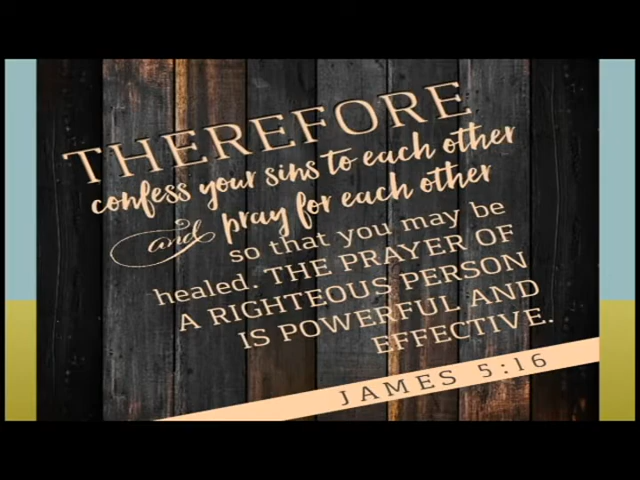 THEREFORE
confess your sins to each other
and pray for each other
so that you may be
healed. THE PRAYER OF
A RIGHTEOUS PERSON
IS POWERFUL AND
EFFECTIVE.
JAMES 5:16